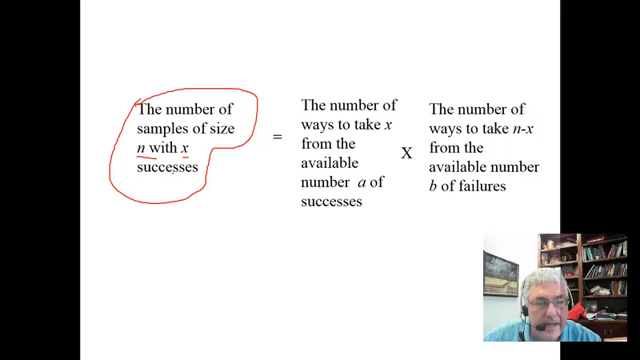 The number of
samples of size
n with x
successes
=
The number of
ways to take x
from the
available
number a of
successes
X
The number of
ways to take n-x
from the
available number
b of failures